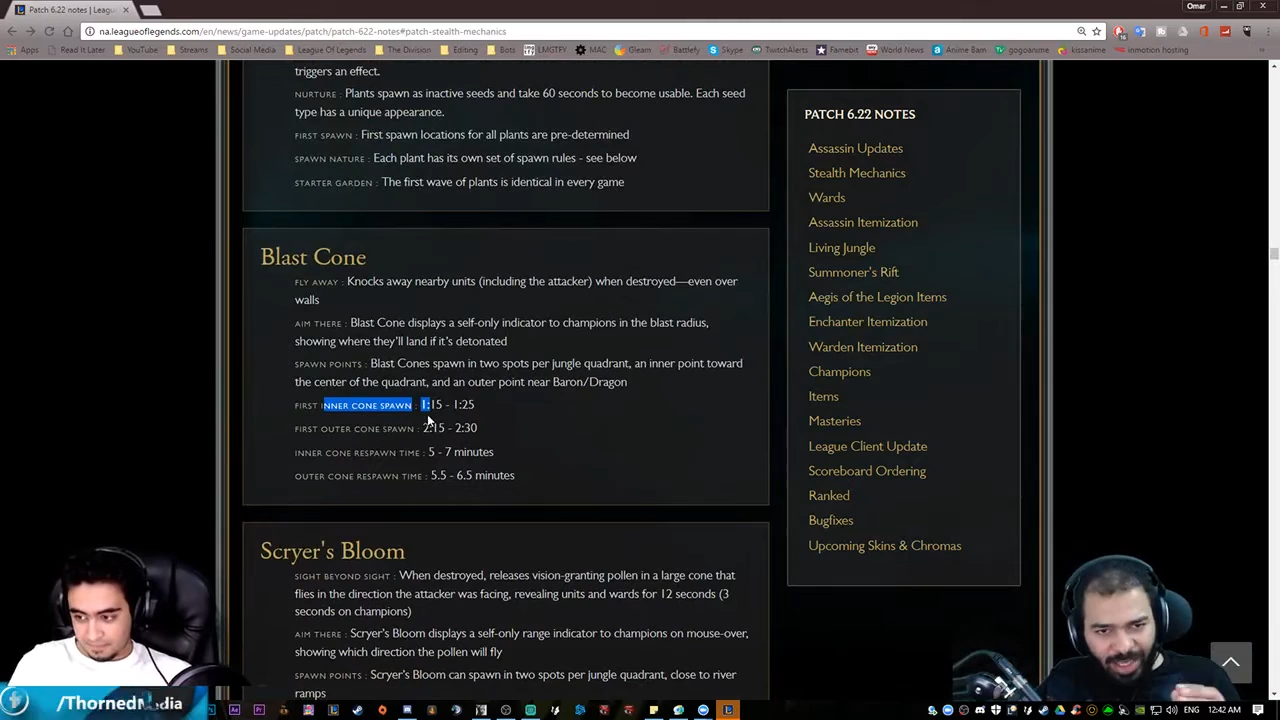 Patch 6.22 notes | Leagu
Omar
na.leagueoflegends.com/en/news/game-updates/patch/patch-622-notes#patch-stealth-mechanics
Apps Read it Later YouTube Streams Social Media League Of Legends The Division Editing Bots LMGTFY MAC Gleam Battlefy Skype TwitchAlerts Famebit World News Anime Bam gogoanime kissanime inmotion hosting
triggers an effect.
NURTURE : Plants spawn as inactive seeds and take 60 seconds to become usable. Each seed
type has a unique appearance.
FIRST SPAWN : First spawn locations for all plants are pre-determined
SPAWN NATURE : Each plant has its own set of spawn rules - see below
STARTER GARDEN : The first wave of plants is identical in every game
Blast Cone
FLY AWAY : Knocks away nearby units (including the attacker) when destroyed—even over
walls
AIM THERE : Blast Cone displays a self-only indicator to champions in the blast radius,
showing where they'll land if it's detonated
SPAWN POINTS : Blast Cones spawn in two spots per jungle quadrant, an inner point toward
the center of the quadrant, and an outer point near Baron/Dragon
FIRST INNER CONE SPAWN : 1:15 - 1:25
FIRST OUTER CONE SPAWN : 2:15 - 2:30
INNER CONE RESPAWN TIME : 5 - 7 minutes
OUTER CONE RESPAWN TIME : 5.5 - 6.5 minutes
Scryer's Bloom
SIGHT BEYOND SIGHT : When destroyed, releases vision-granting pollen in a large cone that
flies in the direction the attacker was facing, revealing units and wards for 12 seconds (3
seconds on champions)
AIM THERE : Scryer's Bloom displays a self-only range indicator to champions on mouse-over,
showing which direction the pollen will fly
SPAWN POINTS : Scryer's Bloom can spawn in two spots per jungle quadrant, close to river
ramps
PATCH 6.22 NOTES
Assassin Updates
Stealth Mechanics
Wards
Assassin Itemization
Living Jungle
Summoner's Rift
Aegis of the Legion Items
Enchanter Itemization
Warden Itemization
Champions
Items
Masteries
League Client Update
Scoreboard Ordering
Ranked
Bugfixes
Upcoming Skins & Chromas
/ThornedMedia
ENG 12:42 AM